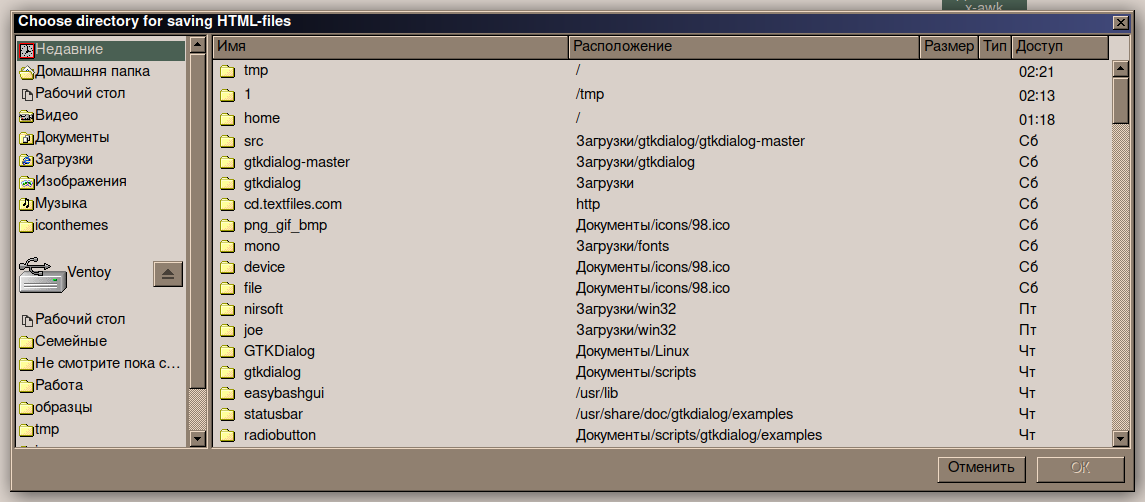 x-awk
Choose directory for saving HTML-files
Недавние
Домашняя папка
Рабочий стол
Видео
Документы
Загрузки
Изображения
Музыка
iconthemes
Ventoy
Рабочий стол
Семейные
Не смотрите пока с...
Работа
образцы
tmp
Имя Расположение Размер Тип Доступ
tmp / 02:21
1 /tmp 02:13
home / 01:18
src Загрузки/gtkdialog/gtkdialog-master Сб
gtkdialog-master Загрузки/gtkdialog Сб
gtkdialog Загрузки Сб
cd.textfiles.com http Сб
png_gif_bmp Документы/icons/98.ico Сб
mono Загрузки/fonts Сб
device Документы/icons/98.ico Сб
file Документы/icons/98.ico Сб
nirsoft Загрузки/win32 Пт
joe Загрузки/win32 Пт
GTKDialog Документы/Linux Чт
gtkdialog Документы/scripts Чт
easybashgui /usr/lib Чт
statusbar /usr/share/doc/gtkdialog/examples Чт
radiobutton Документы/scripts/gtkdialog/examples Чт
Отменить ОК